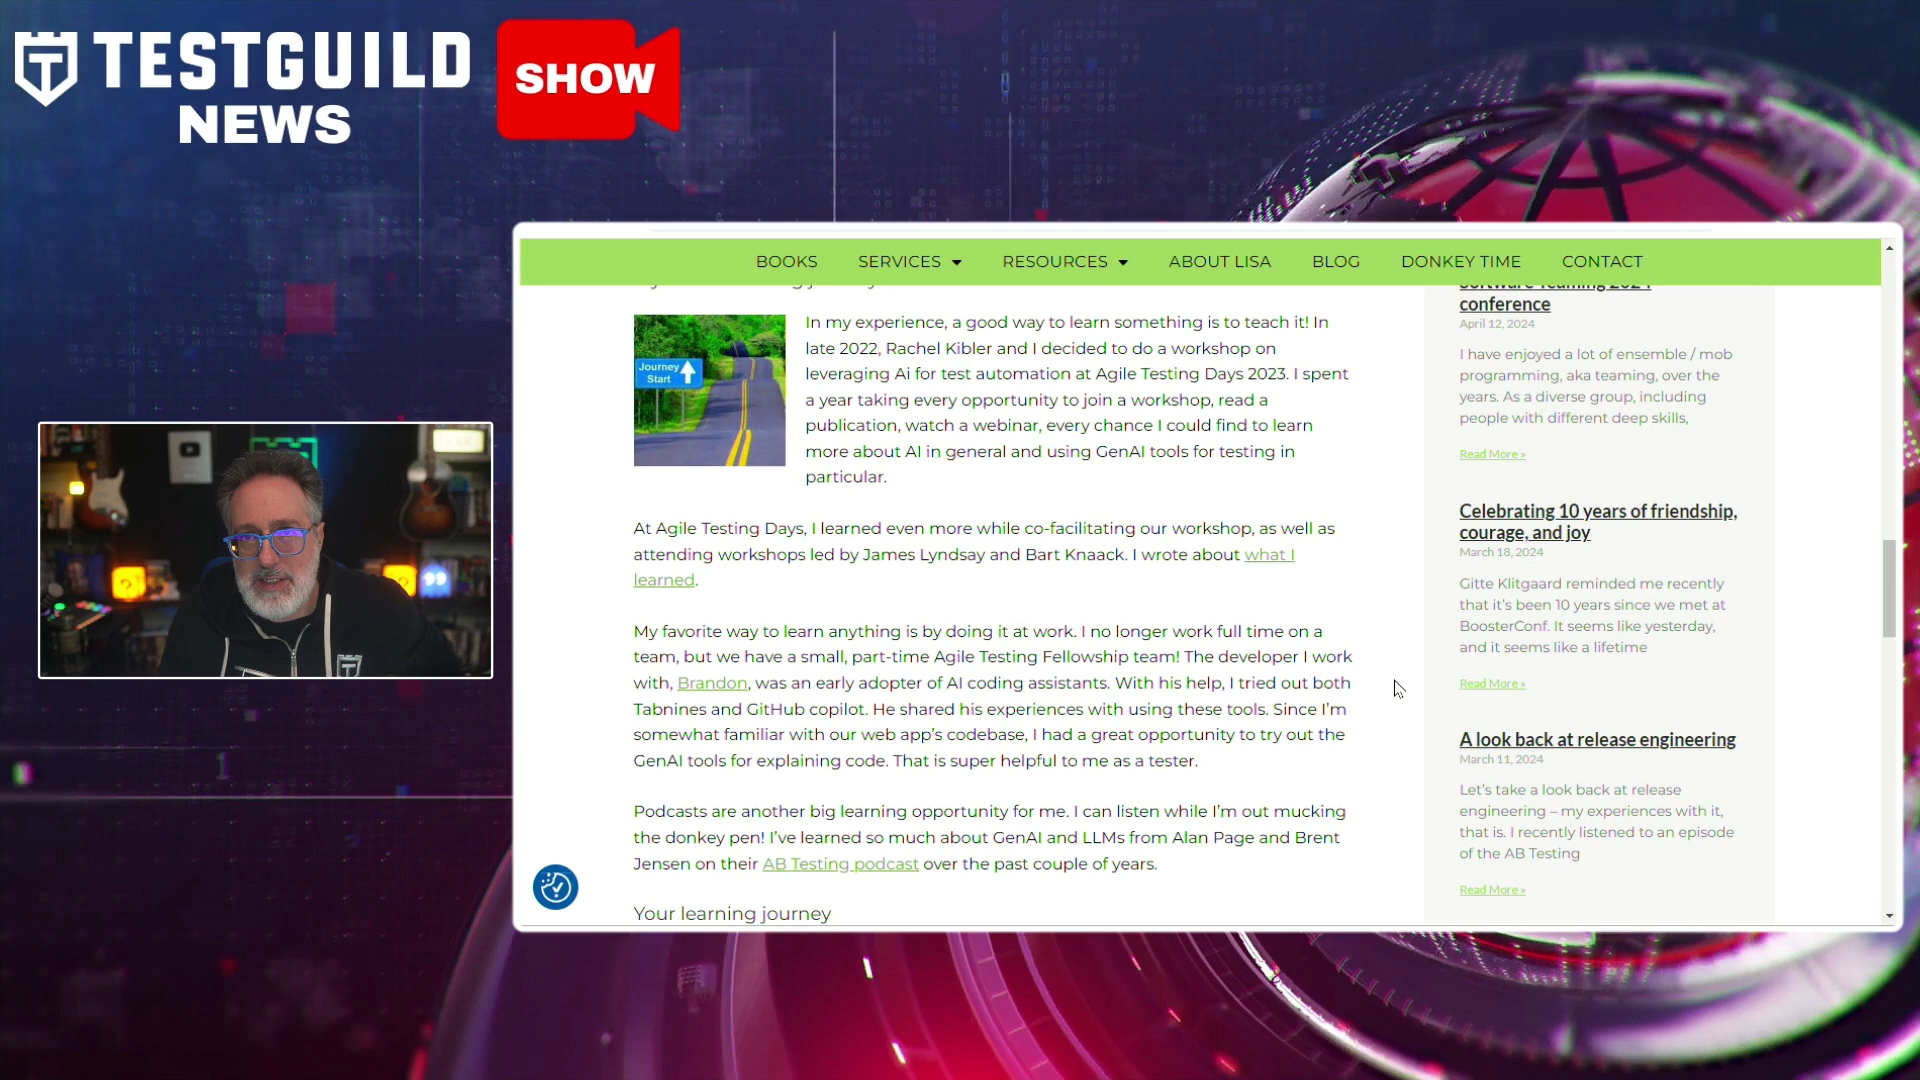 TESTGUILD
NEWS
SHOW
BOOKS SERVICES RESOURCES ABOUT LISA BLOG DONKEY TIME CONTACT
Journey
Start
In my experience, a good way to learn something is to teach it! In
late 2022, Rachel Kibler and I decided to do a workshop on
leveraging Ai for test automation at Agile Testing Days 2023. I spent
a year taking every opportunity to join a workshop, read a
publication, watch a webinar, every chance I could find to learn
more about AI in general and using GenAI tools for testing in
particular.
At Agile Testing Days, I learned even more while co-facilitating our workshop, as well as
attending workshops led by James Lyndsay and Bart Knaack. I wrote about what I
learned.
My favorite way to learn anything is by doing it at work. I no longer work full time on a
team, but we have a small, part-time Agile Testing Fellowship team! The developer I work
with, Brandon, was an early adopter of AI coding assistants. With his help, I tried out both
Tabnines and GitHub copilot. He shared his experiences with using these tools. Since I'm
somewhat familiar with our web app's codebase, I had a great opportunity to try out the
GenAI tools for explaining code. That is super helpful to me as a tester.
Podcasts are another big learning opportunity for me. I can listen while I'm out mucking
the donkey pen! I've learned so much about GenAI and LLMs from Alan Page and Brent
Jensen on their AB Testing podcast over the past couple of years.
Your learning journey
Software Teaming 2024
conference
April 12, 2024
I have enjoyed a lot of ensemble / mob
programming, aka teaming, over the
years. As a diverse group, including
people with different deep skills,
Read More »
Celebrating 10 years of friendship,
courage, and joy
March 18, 2024
Gitte Klitgaard reminded me recently
that it's been 10 years since we met at
BoosterConf. It seems like yesterday,
and it seems like a lifetime
Read More »
A look back at release engineering
March 11, 2024
Let's take a look back at release
engineering – my experiences with it,
that is. I recently listened to an episode
of the AB Testing
Read More »